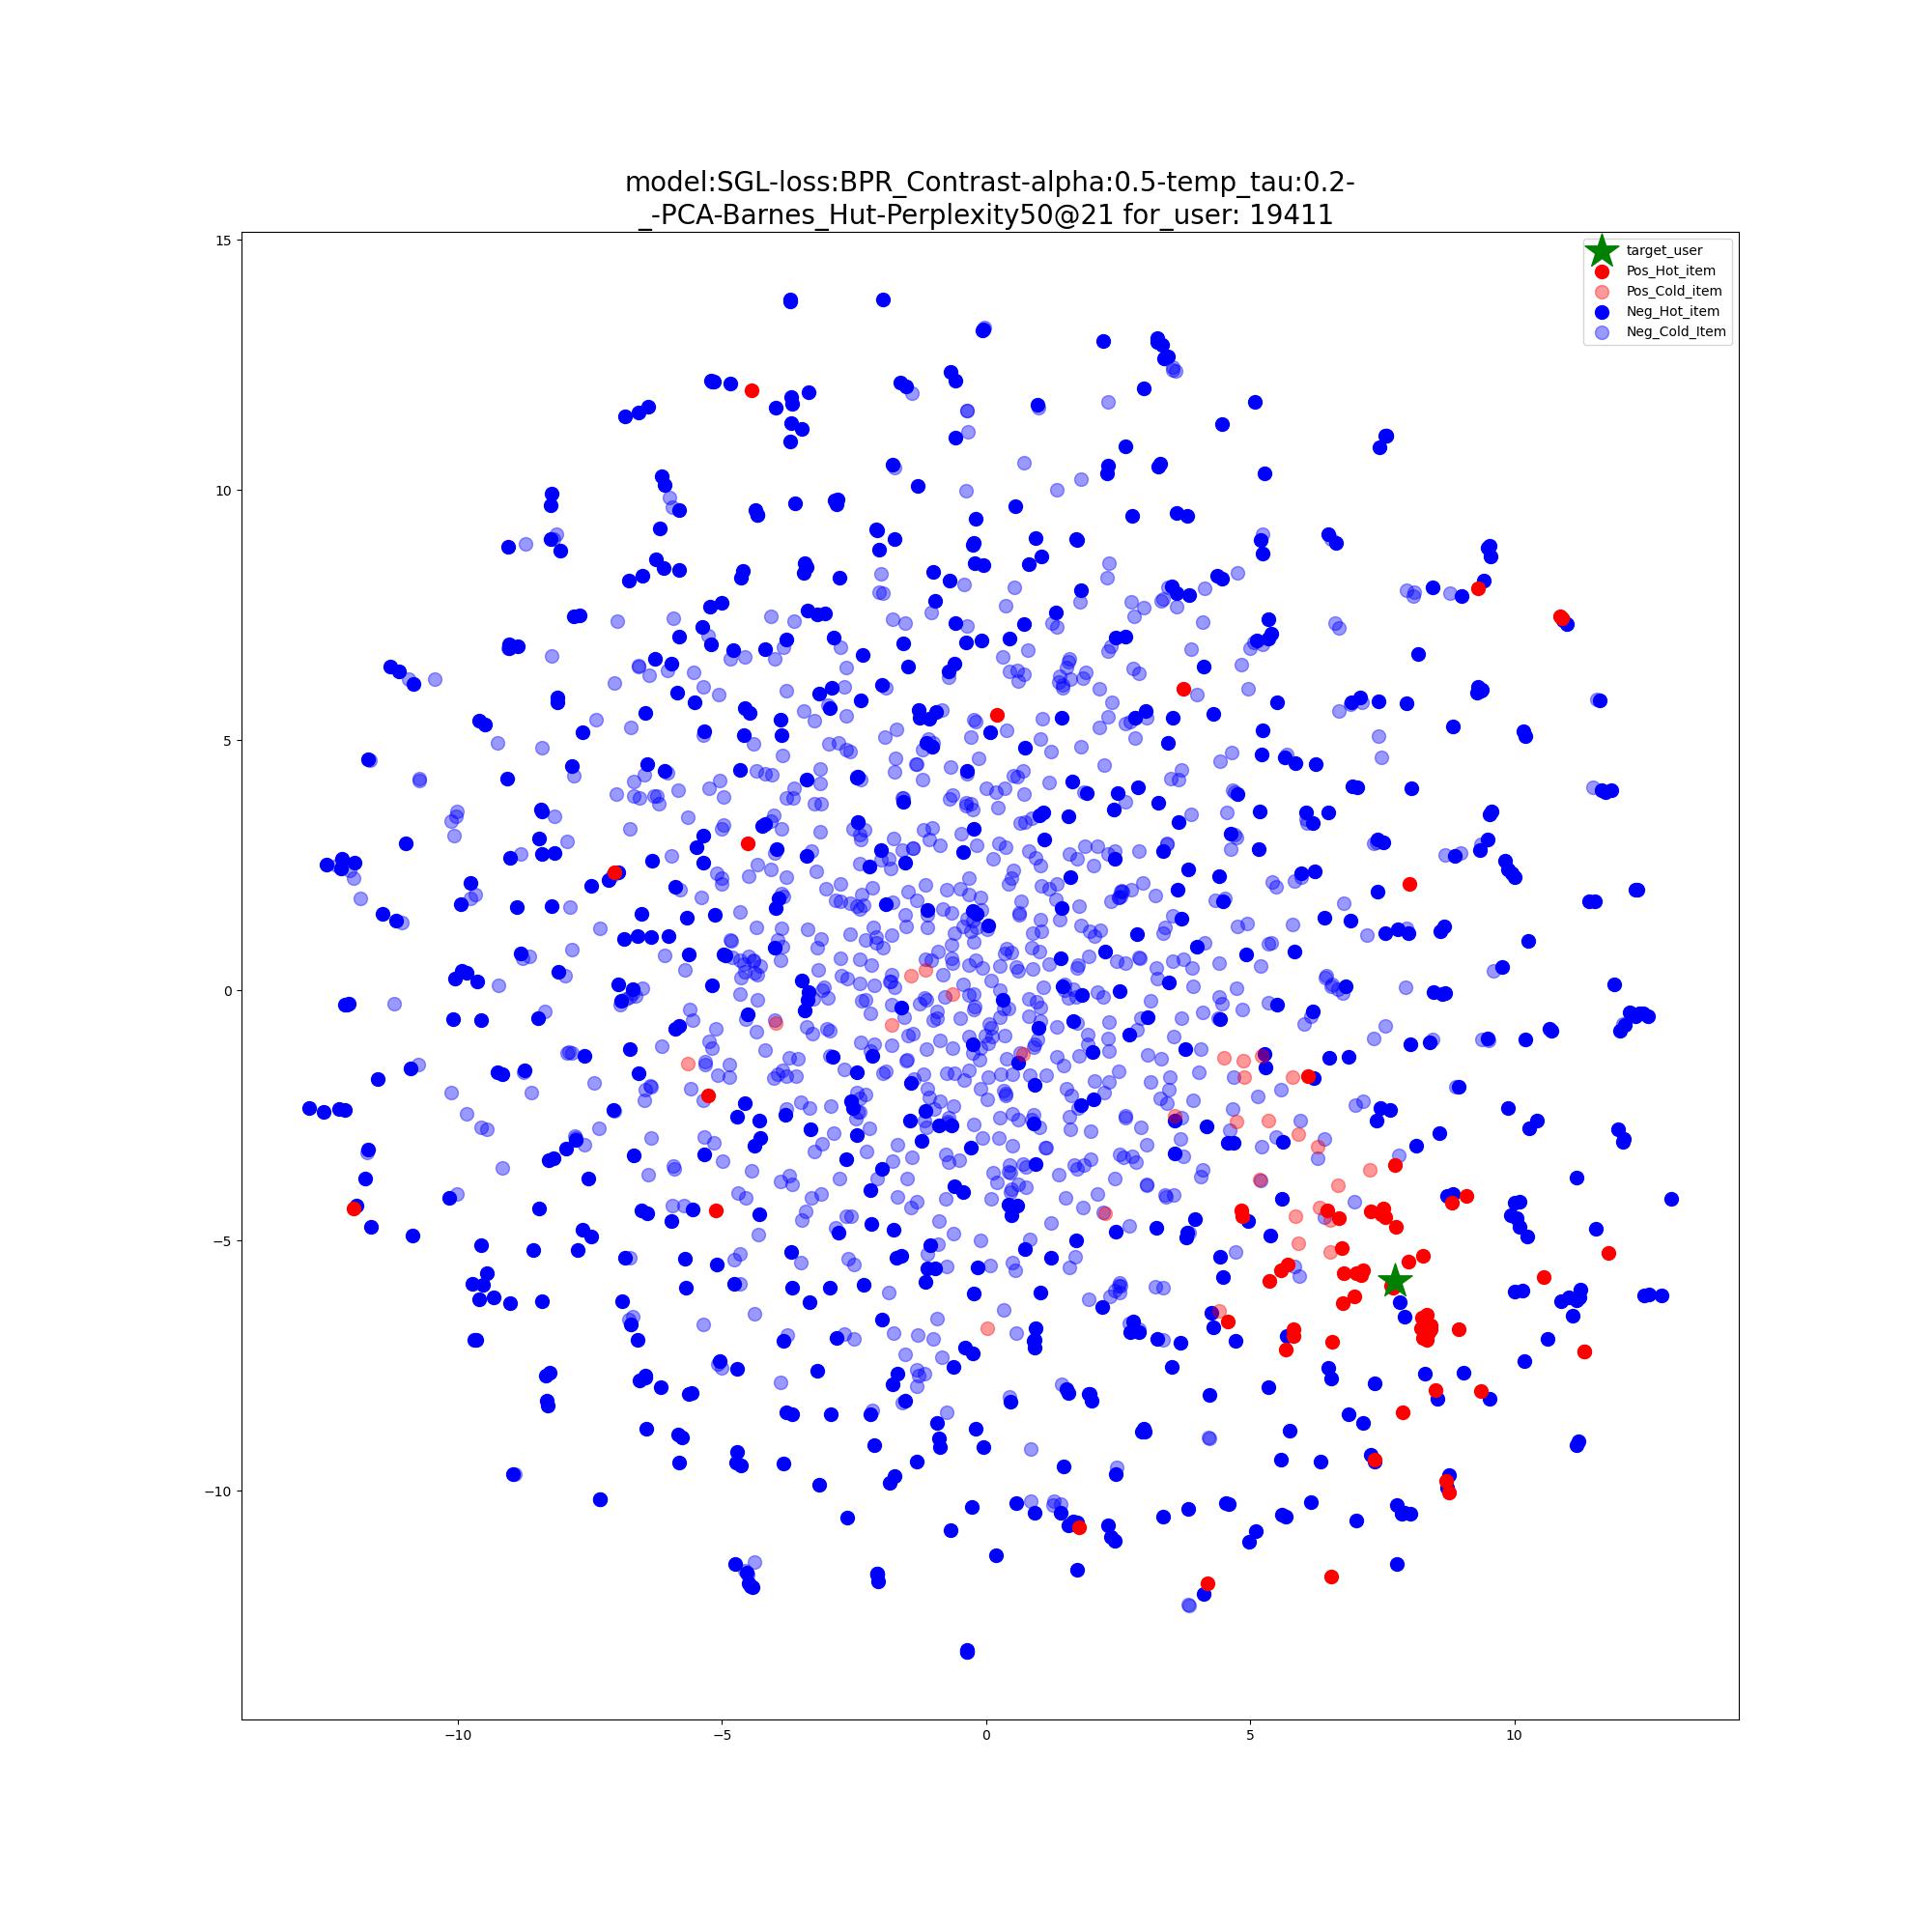 model:SGL-loss:BPR_Contrast-alpha:0.5-temp_tau:0.2-
_-PCA-Barnes_Hut-Perplexity50@21 for_user: 19411
target_user
Pos_Hot_item
Pos_Cold_item
Neg_Hot_item
Neg_Cold_Item
15
10
5
0
−5
−10
−10
−5
0
5
10